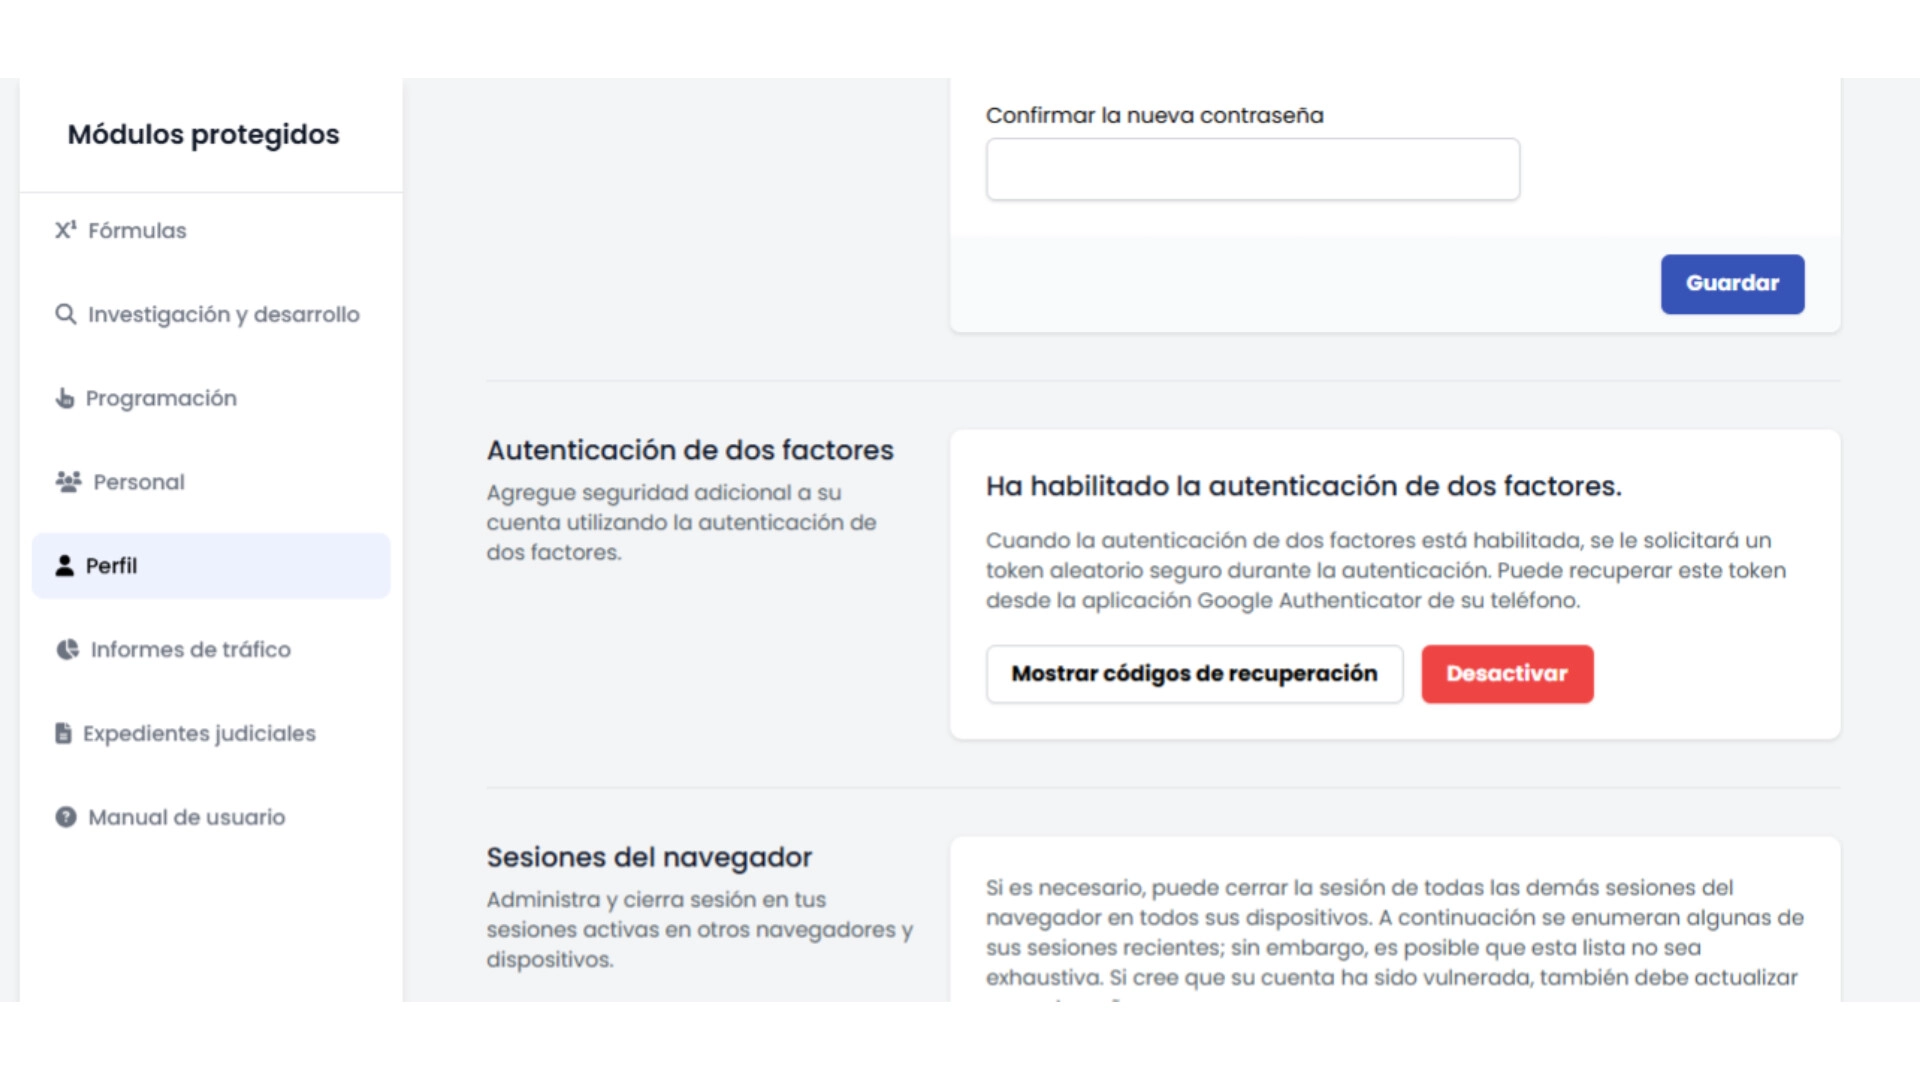 Módulos protegidos
X¹ Fórmulas
Investigación y desarrollo
Programación
Personal
Perfil
Informes de tráfico
Expedientes judiciales
Manual de usuario
Confirmar la nueva contraseña
Guardar
Autenticación de dos factores
Agregue seguridad adicional a su
cuenta utilizando la autenticación de
dos factores.
Ha habilitado la autenticación de dos factores.
Cuando la autenticación de dos factores está habilitada, se le solicitará un
token aleatorio seguro durante la autenticación. Puede recuperar este token
desde la aplicación Google Authenticator de su teléfono.
Mostrar códigos de recuperación
Desactivar
Sesiones del navegador
Administra y cierra sesión en tus
sesiones activas en otros navegadores y
dispositivos.
Si es necesario, puede cerrar la sesión de todas las demás sesiones del
navegador en todos sus dispositivos. A continuación se enumeran algunas de
sus sesiones recientes; sin embargo, es posible que esta lista no sea
exhaustiva. Si cree que su cuenta ha sido vulnerada, también debe actualizar